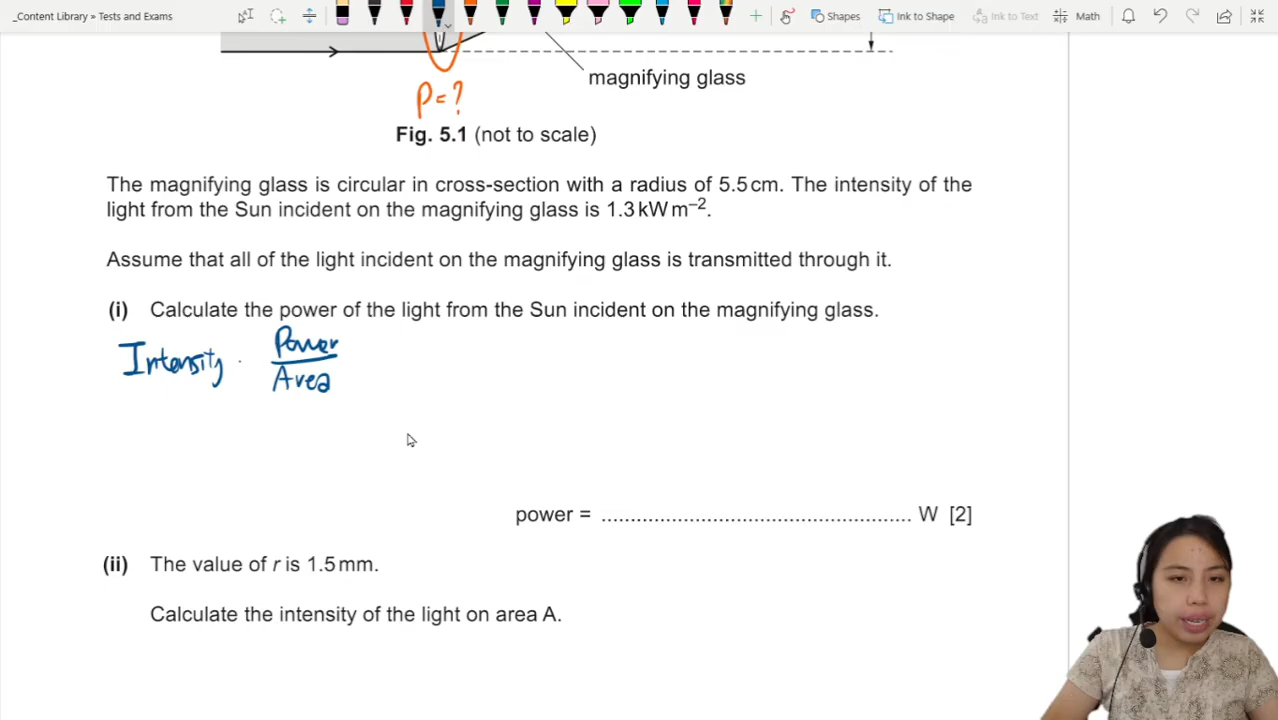 _Content Library » Tests and Exams
Shapes
Ink to Shape
Ink to Text
Math
magnifying glass
P=?
Fig. 5.1 (not to scale)
The magnifying glass is circular in cross-section with a radius of 5.5 cm. The intensity of the
light from the Sun incident on the magnifying glass is 1.3 kW m⁻².
Assume that all of the light incident on the magnifying glass is transmitted through it.
(i) Calculate the power of the light from the Sun incident on the magnifying glass.
Intensity
Power
Area
power = .................................................... W [2]
(ii) The value of r is 1.5 mm.
Calculate the intensity of the light on area A.